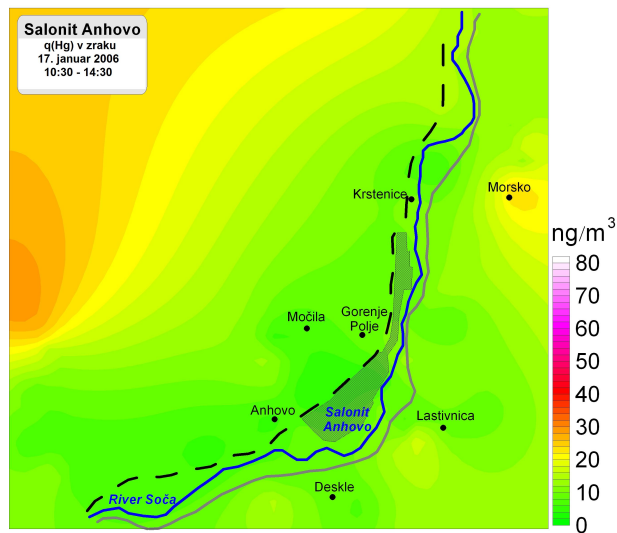 Salonit Anhovo
q(Hg) v zraku
17. januar 2006
10:30 - 14:30
Krstenice
Morsko
ng/m³
80
70
60
50
40
30
20
10
0
Močila
Gorenje
Polje
Anhovo
Salonit
Anhovo
Lastivnica
Deskle
River Soča